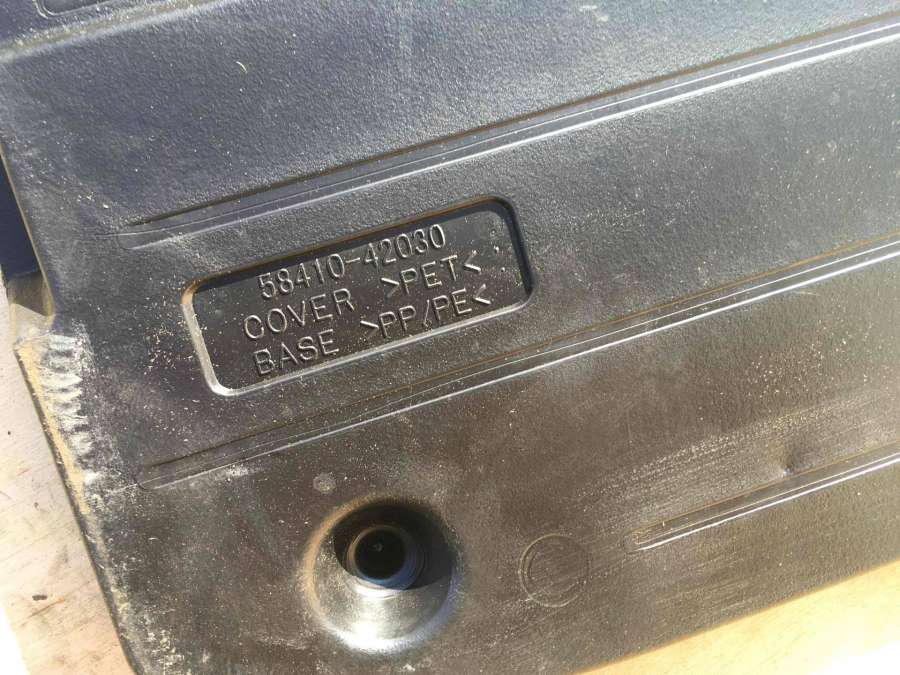 58410-42030
COVER >PET<
BASE >PP/PE<